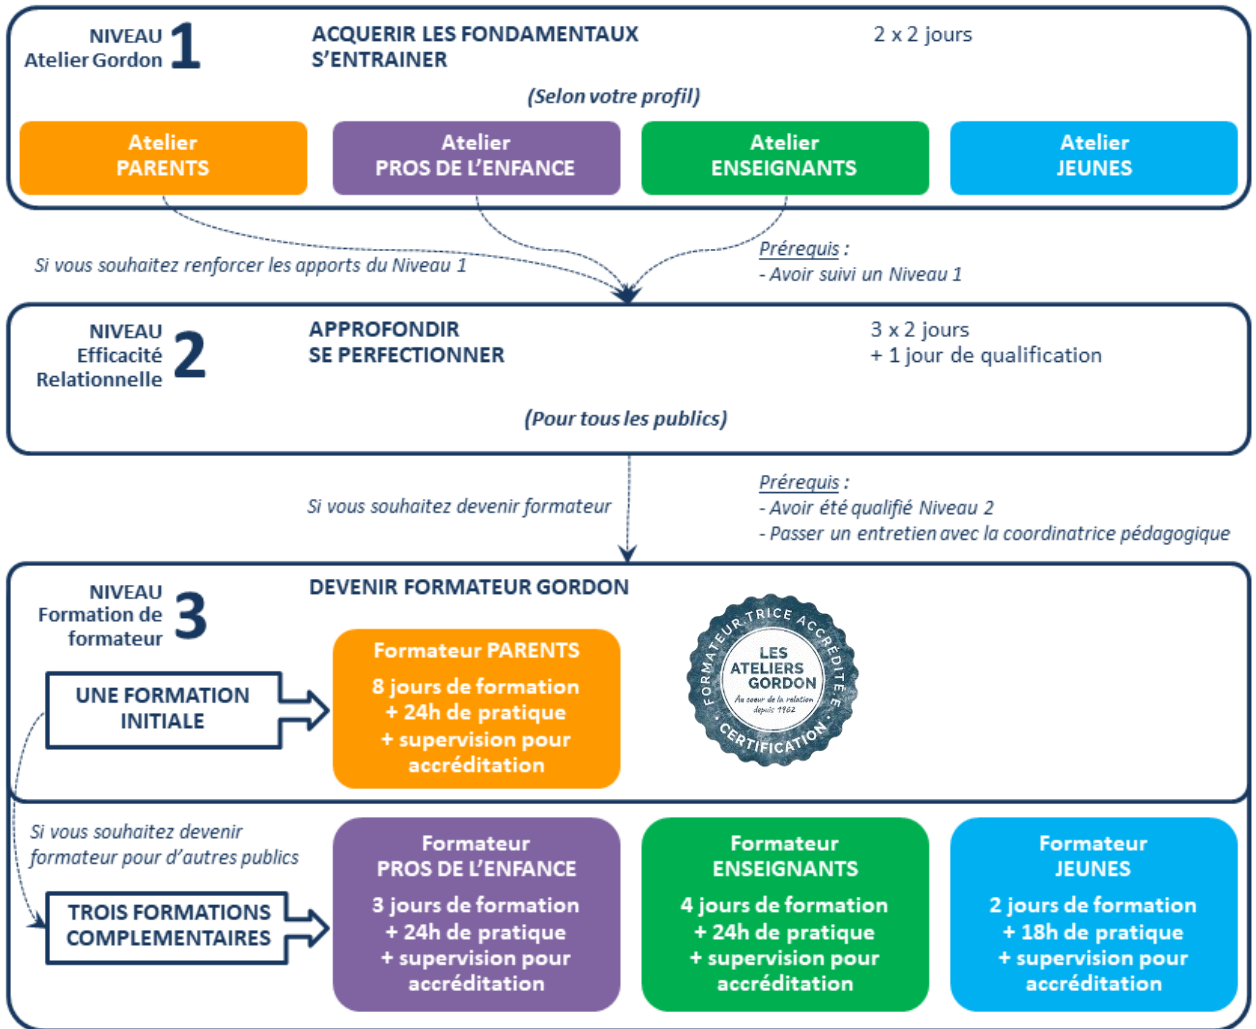 NIVEAU
Atelier Gordon
1
ACQUERIR LES FONDAMENTAUX
S’ENTRAINER
2 x 2 jours
(Selon votre profil)
Atelier
PARENTS
Atelier
PROS DE L’ENFANCE
Atelier
ENSEIGNANTS
Atelier
JEUNES
Si vous souhaitez renforcer les apports du Niveau 1
Prérequis :
- Avoir suivi un Niveau 1
NIVEAU
Efficacité
Relationnelle
2
APPROFONDIR
SE PERFECTIONNER
3 x 2 jours
+ 1 jour de qualification
(Pour tous les publics)
Si vous souhaitez devenir formateur
Prérequis :
- Avoir été qualifié Niveau 2
- Passer un entretien avec la coordinatrice pédagogique
NIVEAU
Formation de
formateur
3
DEVENIR FORMATEUR GORDON
UNE FORMATION
INITIALE
Formateur PARENTS
8 jours de formation
+ 24h de pratique
+ supervision pour
accréditation
FORMATEUR.TRICE ACCRÉDITÉ.E
LES
ATELIERS
GORDON
Au coeur de la relation
depuis 1962
CERTIFICATION
Si vous souhaitez devenir
formateur pour d’autres publics
TROIS FORMATIONS
COMPLEMENTAIRES
Formateur
PROS DE L’ENFANCE
3 jours de formation
+ 24h de pratique
+ supervision pour
accréditation
Formateur
ENSEIGNANTS
4 jours de formation
+ 24h de pratique
+ supervision pour
accréditation
Formateur
JEUNES
2 jours de formation
+ 18h de pratique
+ supervision pour
accréditation